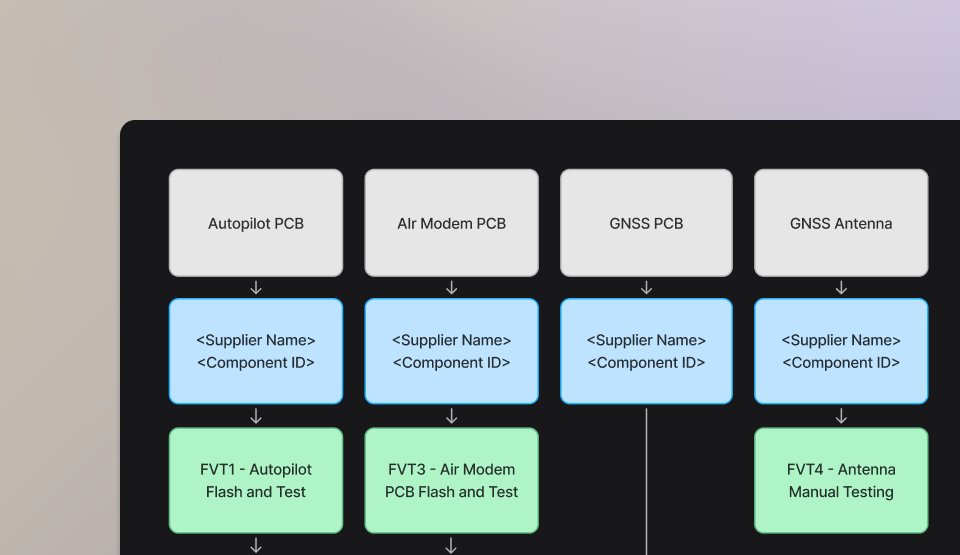 Autopilot PCB
AIr Modem PCB
GNSS PCB
GNSS Antenna
<Supplier Name>
<Component ID>
<Supplier Name>
<Component ID>
<Supplier Name>
<Component ID>
<Supplier Name>
<Component ID>
FVT1 - Autopilot
Flash and Test
FVT3 - Air Modem
PCB Flash and Test
FVT4 - Antenna
Manual Testing